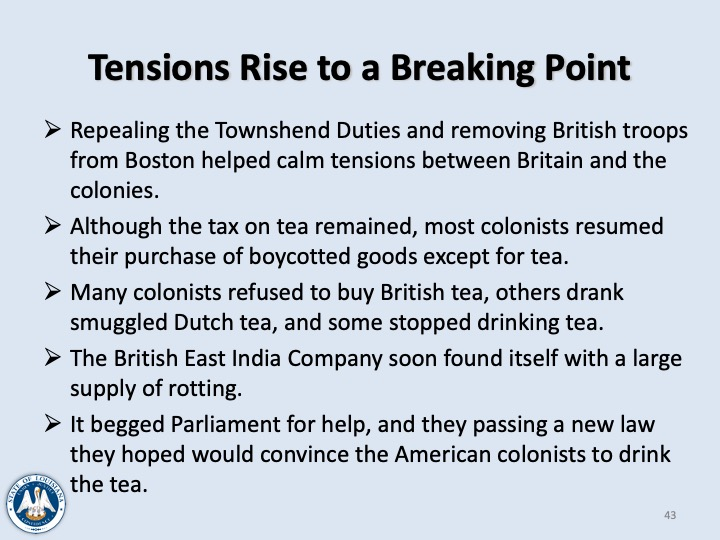 Tensions Rise to a Breaking Point
➢ Repealing the Townshend Duties and removing British troops
from Boston helped calm tensions between Britain and the
colonies.
➢ Although the tax on tea remained, most colonists resumed
their purchase of boycotted goods except for tea.
➢ Many colonists refused to buy British tea, others drank
smuggled Dutch tea, and some stopped drinking tea.
➢ The British East India Company soon found itself with a large
supply of rotting.
➢ It begged Parliament for help, and they passing a new law
they hoped would convince the American colonists to drink
the tea.
STATE OF LOUISIANA
CONFIDENCE
43